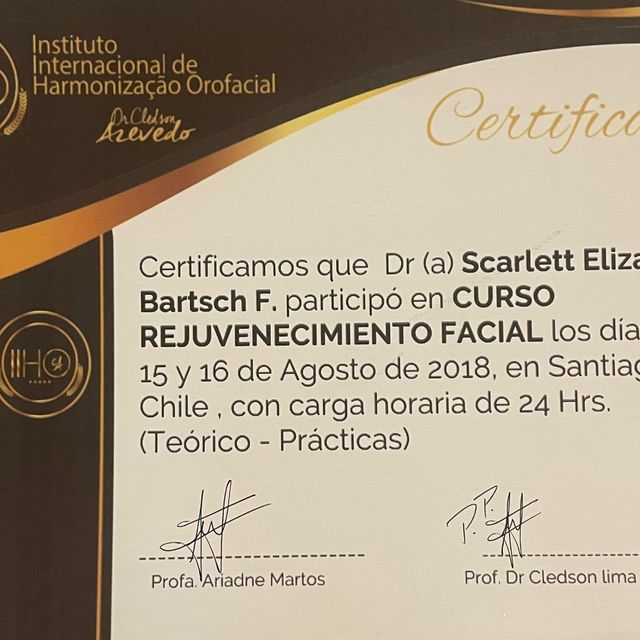 Instituto
Internacional de
Harmonização Orofacial
Dr. Cledson
Azevedo
Certifica
Certificamos que Dr (a) Scarlett Eliza
Bartsch F. participó en CURSO
REJUVENECIMIENTO FACIAL los día
15 y 16 de Agosto de 2018, en Santiag
Chile , con carga horaria de 24 Hrs.
(Teórico - Prácticas)
P.P.
Profa. Ariadne Martos
Prof. Dr Cledson lima